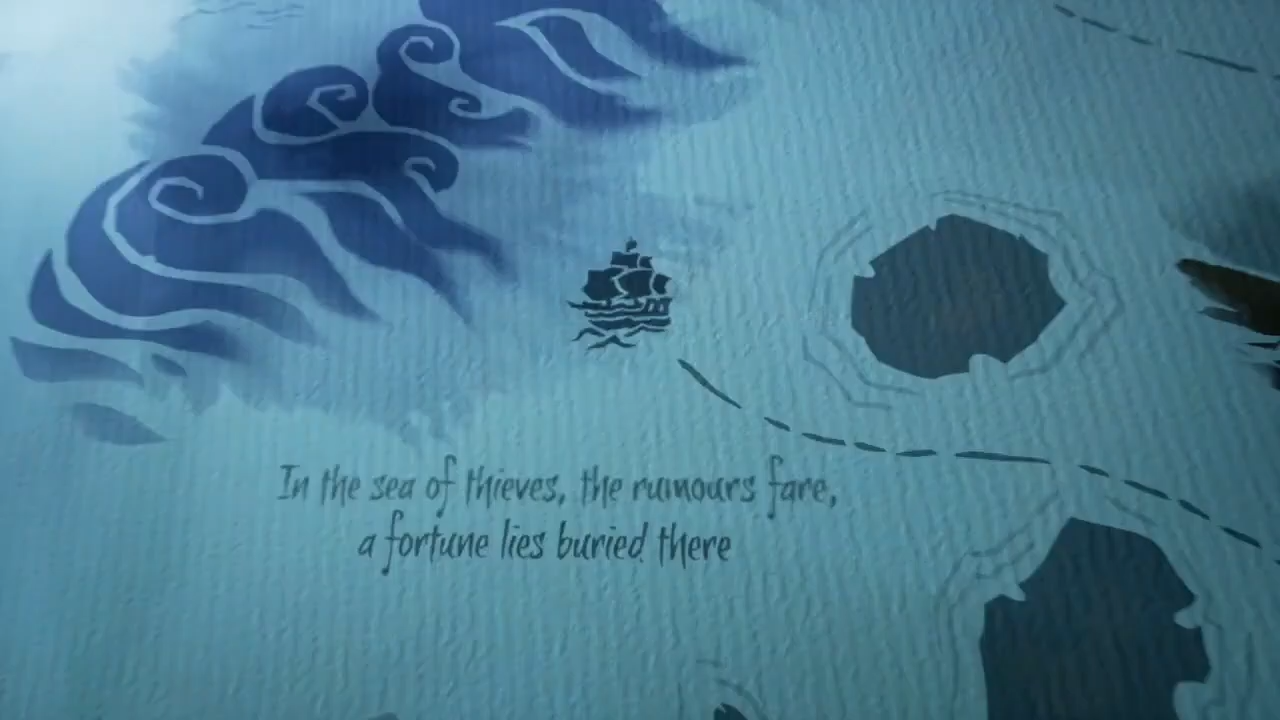 In the sea of thieves, the rumours fare,
a fortune lies buried there